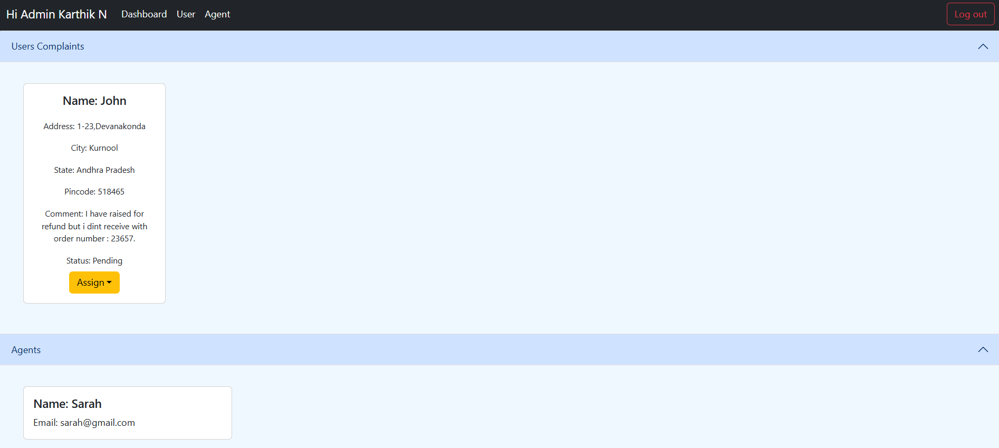 Hi Admin Karthik N Dashboard User Agent Log out
Users Complaints
Name: John
Address: 1-23,Devanakonda
City: Kurnool
State: Andhra Pradesh
Pincode: 518465
Comment: I have raised for
refund but i dint receive with
order number : 23657.
Status: Pending
Assign
Agents
Name: Sarah
Email: sarah@gmail.com